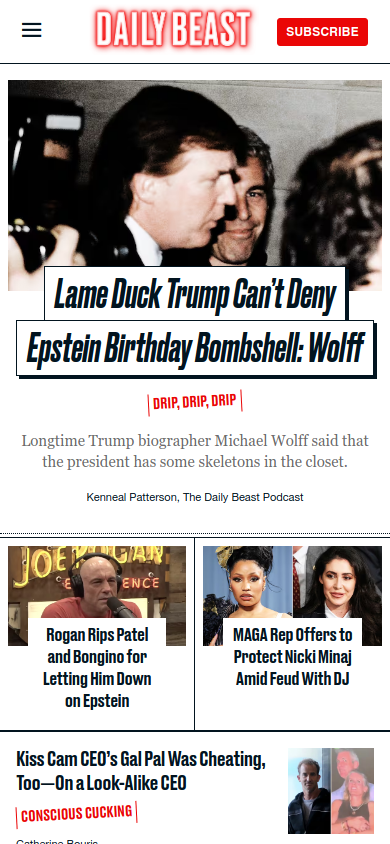 DAILY BEAST
SUBSCRIBE
Lame Duck Trump Can't Deny
Epstein Birthday Bombshell: Wolff
DRIP, DRIP, DRIP
Longtime Trump biographer Michael Wolff said that
the president has some skeletons in the closet.
Kenneal Patterson, The Daily Beast Podcast
JOE ROGAN
Rogan Rips Patel
and Bongino for
Letting Him Down
on Epstein
MAGA Rep Offers to
Protect Nicki Minaj
Amid Feud With DJ
Kiss Cam CEO's Gal Pal Was Cheating,
Too—On a Look-Alike CEO
CONSCIOUS CUCKING